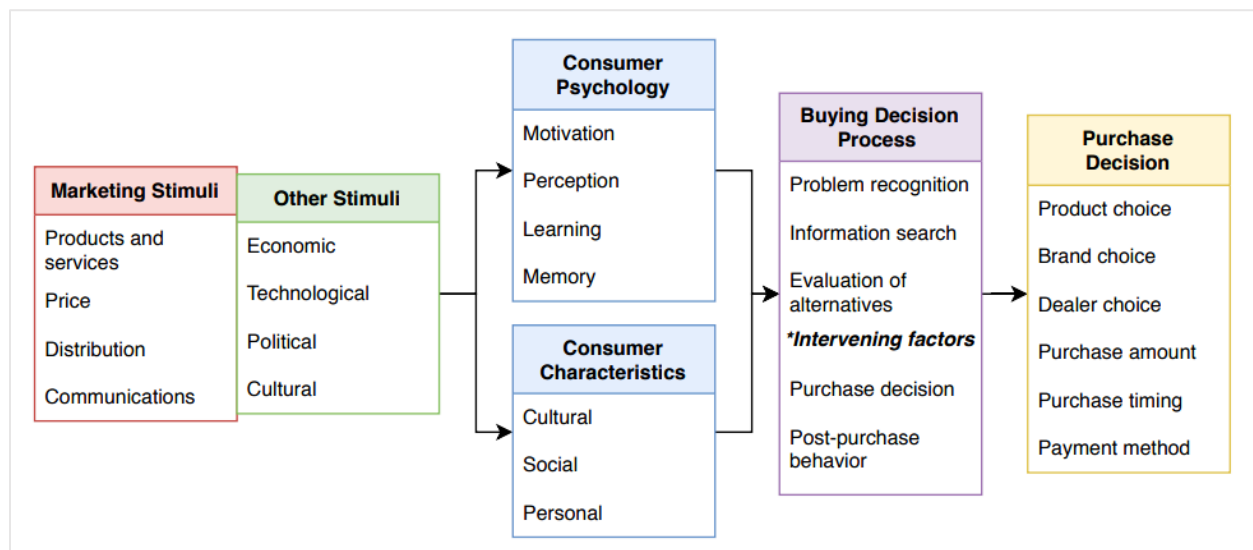 Marketing Stimuli
Products and
services
Price
Distribution
Communications
Other Stimuli
Economic
Technological
Political
Cultural
Consumer
Psychology
Motivation
Perception
Learning
Memory
Consumer
Characteristics
Cultural
Social
Personal
Buying Decision
Process
Problem recognition
Information search
Evaluation of
alternatives
*Intervening factors
Purchase decision
Post-purchase
behavior
Purchase
Decision
Product choice
Brand choice
Dealer choice
Purchase amount
Purchase timing
Payment method